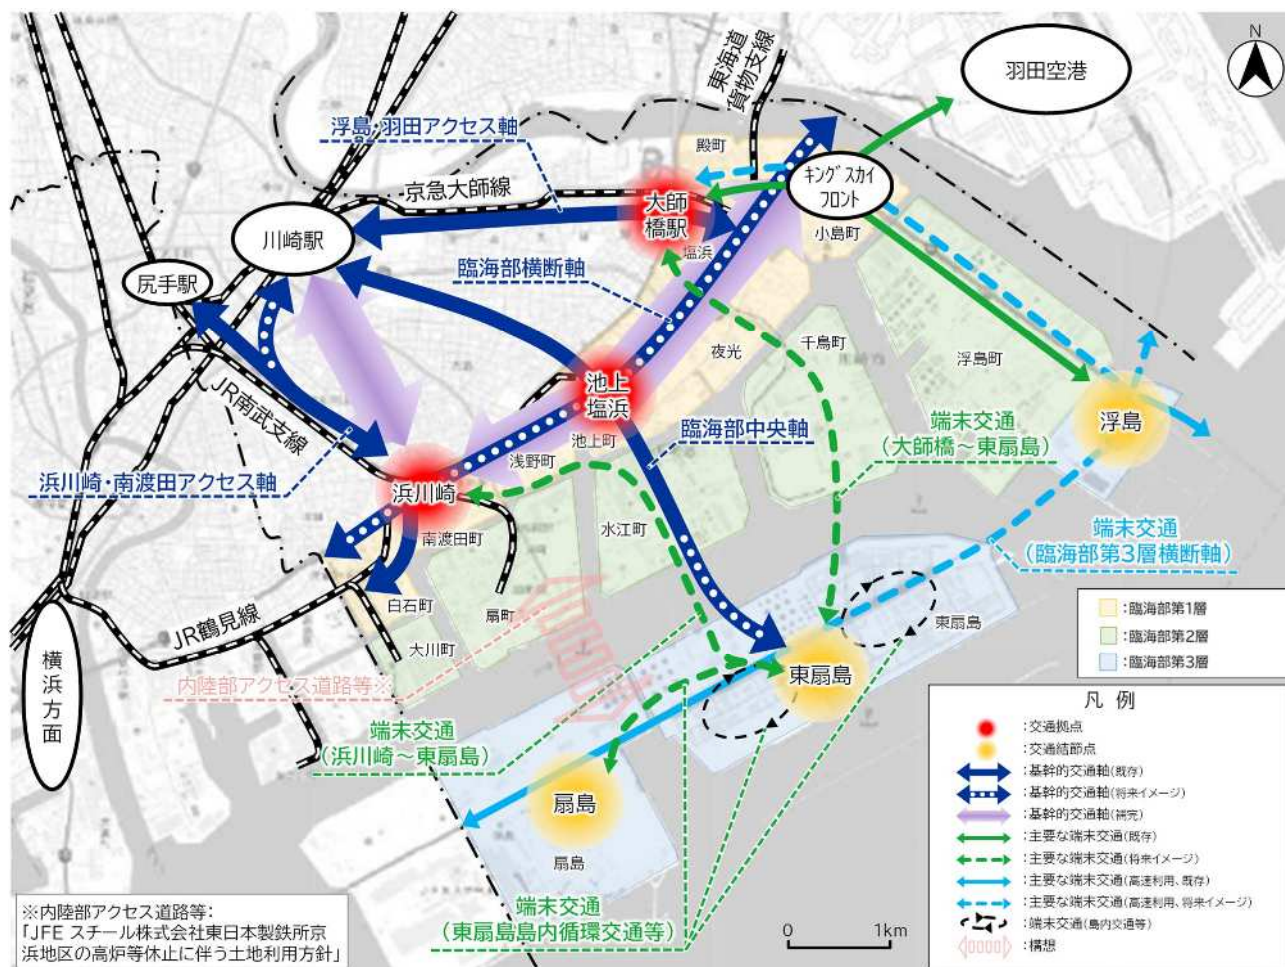 N
羽田空港
東海道
貨物支線
浮島・羽田アクセス軸
殿町
京急大師線
キングスカイ
フロント
大師
橋駅
川崎駅
小島町
塩浜
臨海部横断軸
尻手駅
夜光
千鳥町
浮島町
池上
塩浜
JR南武支線
端末交通
(大師橋~東扇島)
浮島
臨海部中央軸
池上町
浅野町
浜川崎・南渡田アクセス軸
浜川崎
水江町
南渡田町
端末交通
(臨海部第3層横断軸)
白石町
扇町
JR鶴見線
大川町
東扇島
:臨海部第1層
:臨海部第2層
:臨海部第3層
横浜方面
内陸部アクセス道路等※
東扇島
端末交通
(浜川崎~東扇島)
扇島
扇島
端末交通
(東扇島島内循環交通等)
凡 例
:交通拠点
:交通結節点
:基幹的交通軸(既存)
:基幹的交通軸(将来イメージ)
:基幹的交通軸(補完)
:主要な端末交通(既存)
:主要な端末交通(将来イメージ)
:主要な端末交通(高速利用、既存)
:主要な端末交通(高速利用、将来イメージ)
:端末交通(島内交通等)
:構想
0 1km
※内陸部アクセス道路等:
「JFE スチール株式会社東日本製鉄所京
浜地区の高炉等休止に伴う土地利用方針」